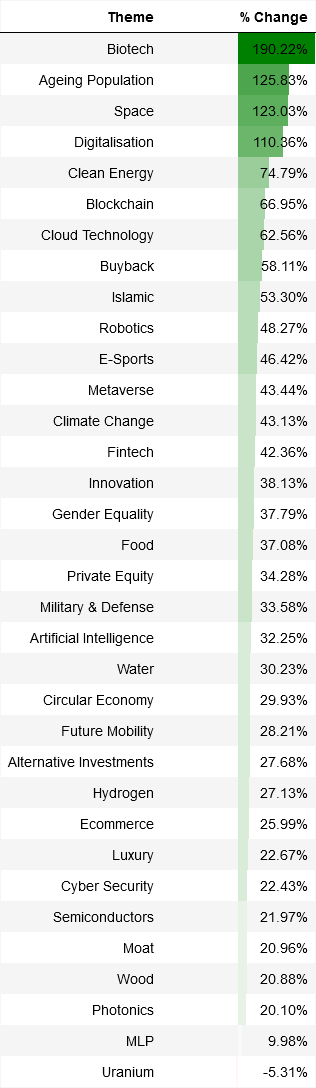 Theme % Change
Biotech 190.22%
Ageing Population 125.83%
Space 123.03%
Digitalisation 110.36%
Clean Energy 74.79%
Blockchain 66.95%
Cloud Technology 62.56%
Buyback 58.11%
Islamic 53.30%
Robotics 48.27%
E-Sports 46.42%
Metaverse 43.44%
Climate Change 43.13%
Fintech 42.36%
Innovation 38.13%
Gender Equality 37.79%
Food 37.08%
Private Equity 34.28%
Military & Defense 33.58%
Artificial Intelligence 32.25%
Water 30.23%
Circular Economy 29.93%
Future Mobility 28.21%
Alternative Investments 27.68%
Hydrogen 27.13%
Ecommerce 25.99%
Luxury 22.67%
Cyber Security 22.43%
Semiconductors 21.97%
Moat 20.96%
Wood 20.88%
Photonics 20.10%
MLP 9.98%
Uranium -5.31%